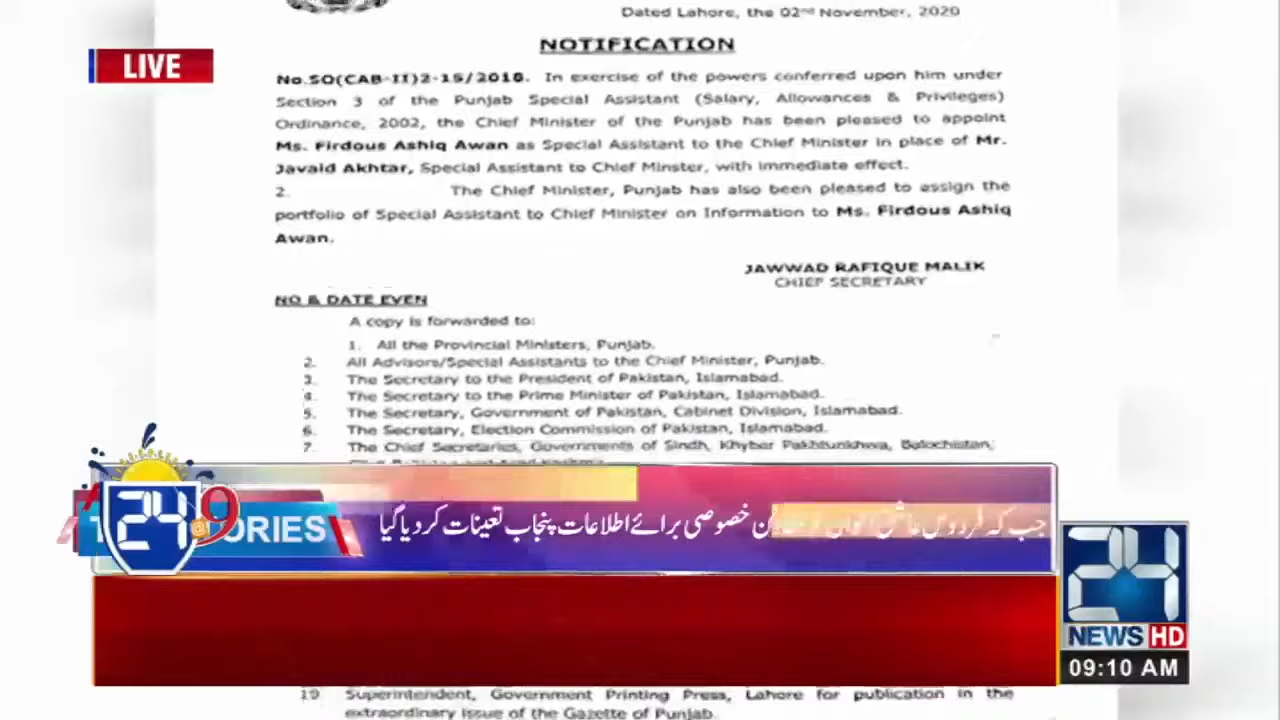 Dated Lahore, the 02nd November, 2020
LIVE
NOTIFICATION
No.SO(CAB-II)2-15/2018. In exercise of the powers conferred upon him under
Section 3 of the Punjab Special Assistant (Salary, Allowances & Privileges)
Ordinance, 2002, the Chief Minister of the Punjab has been pleased to appoint
Ms. Firdous Ashiq Awan as Special Assistant to the Chief Minister in place of Mr.
Javaid Akhtar, Special Assistant to Chief Minster, with immediate effect.
2. The Chief Minister, Punjab has also been pleased to assign the
portfolio of Special Assistant to Chief Minister on Information to Ms. Firdous Ashiq
Awan.
JAWWAD RAFIQUE MALIK
CHIEF SECRETARY
NO & DATE EVEN
A copy is forwarded to:
1. All the Provincial Ministers, Punjab.
2. All Advisors/Special Assistants to the Chief Minister, Punjab.
3. The Secretary to the President of Pakistan, Islamabad.
4. The Secretary to the Prime Minister of Pakistan, Islamabad.
5. The Secretary, Government of Pakistan, Cabinet Division, Islamabad.
6. The Secretary, Election Commission of Pakistan, Islamabad.
7. The Chief Secretaries, Governments of Sindh, Khyber Pakhtunkhwa, Balochistan,
24@9
جب کہ فردوس عاشق اعوان خصوصی برائے اطلاعات پنجاب تعینات کر دیا گیا
24
NEWS HD
09:10 AM
19 Superintendent, Government Printing Press, Lahore for publication in the
extraordinary issue of the Gazette of Punjab.